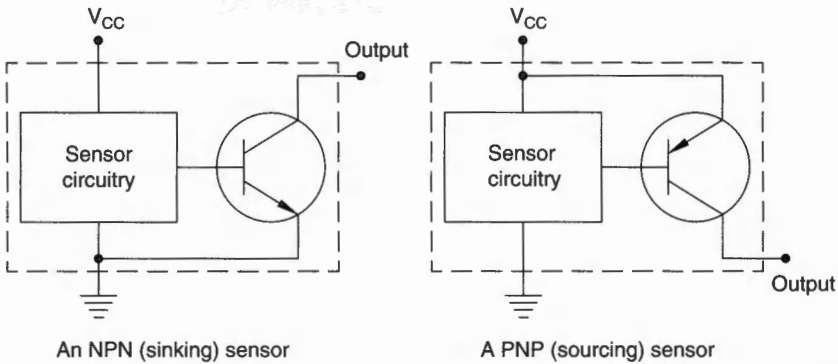 V_CC
Output
Sensor
circuitry
An NPN (sinking) sensor
V_CC
Sensor
circuitry
Output
A PNP (sourcing) sensor